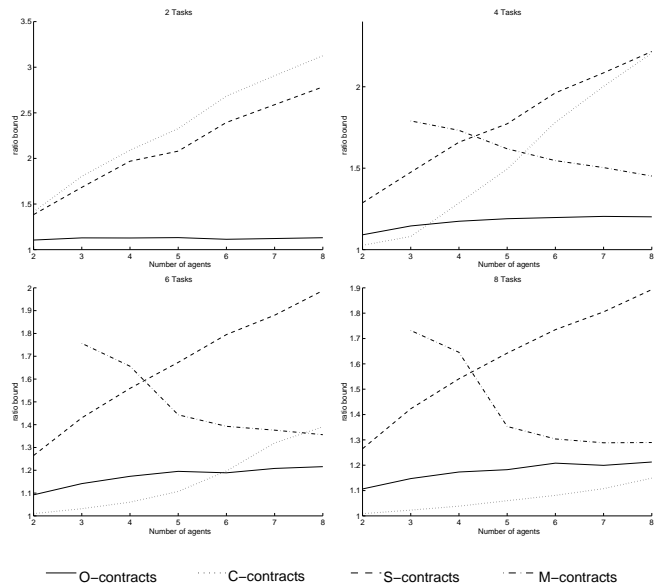 2 Tasks
3.5
3
2.5
2
1.5
1
ratio bound
2 3 4 5 6 7 8
Number of agents
4 Tasks
2
1.5
1
ratio bound
2 3 4 5 6 7 8
Number of agents
6 Tasks
2
1.9
1.8
1.7
1.6
1.5
1.4
1.3
1.2
1.1
1
ratio bound
2 3 4 5 6 7 8
Number of agents
8 Tasks
1.9
1.8
1.7
1.6
1.5
1.4
1.3
1.2
1.1
1
ratio bound
2 3 4 5 6 7 8
Number of agents
O−contracts C−contracts S−contracts M−contracts